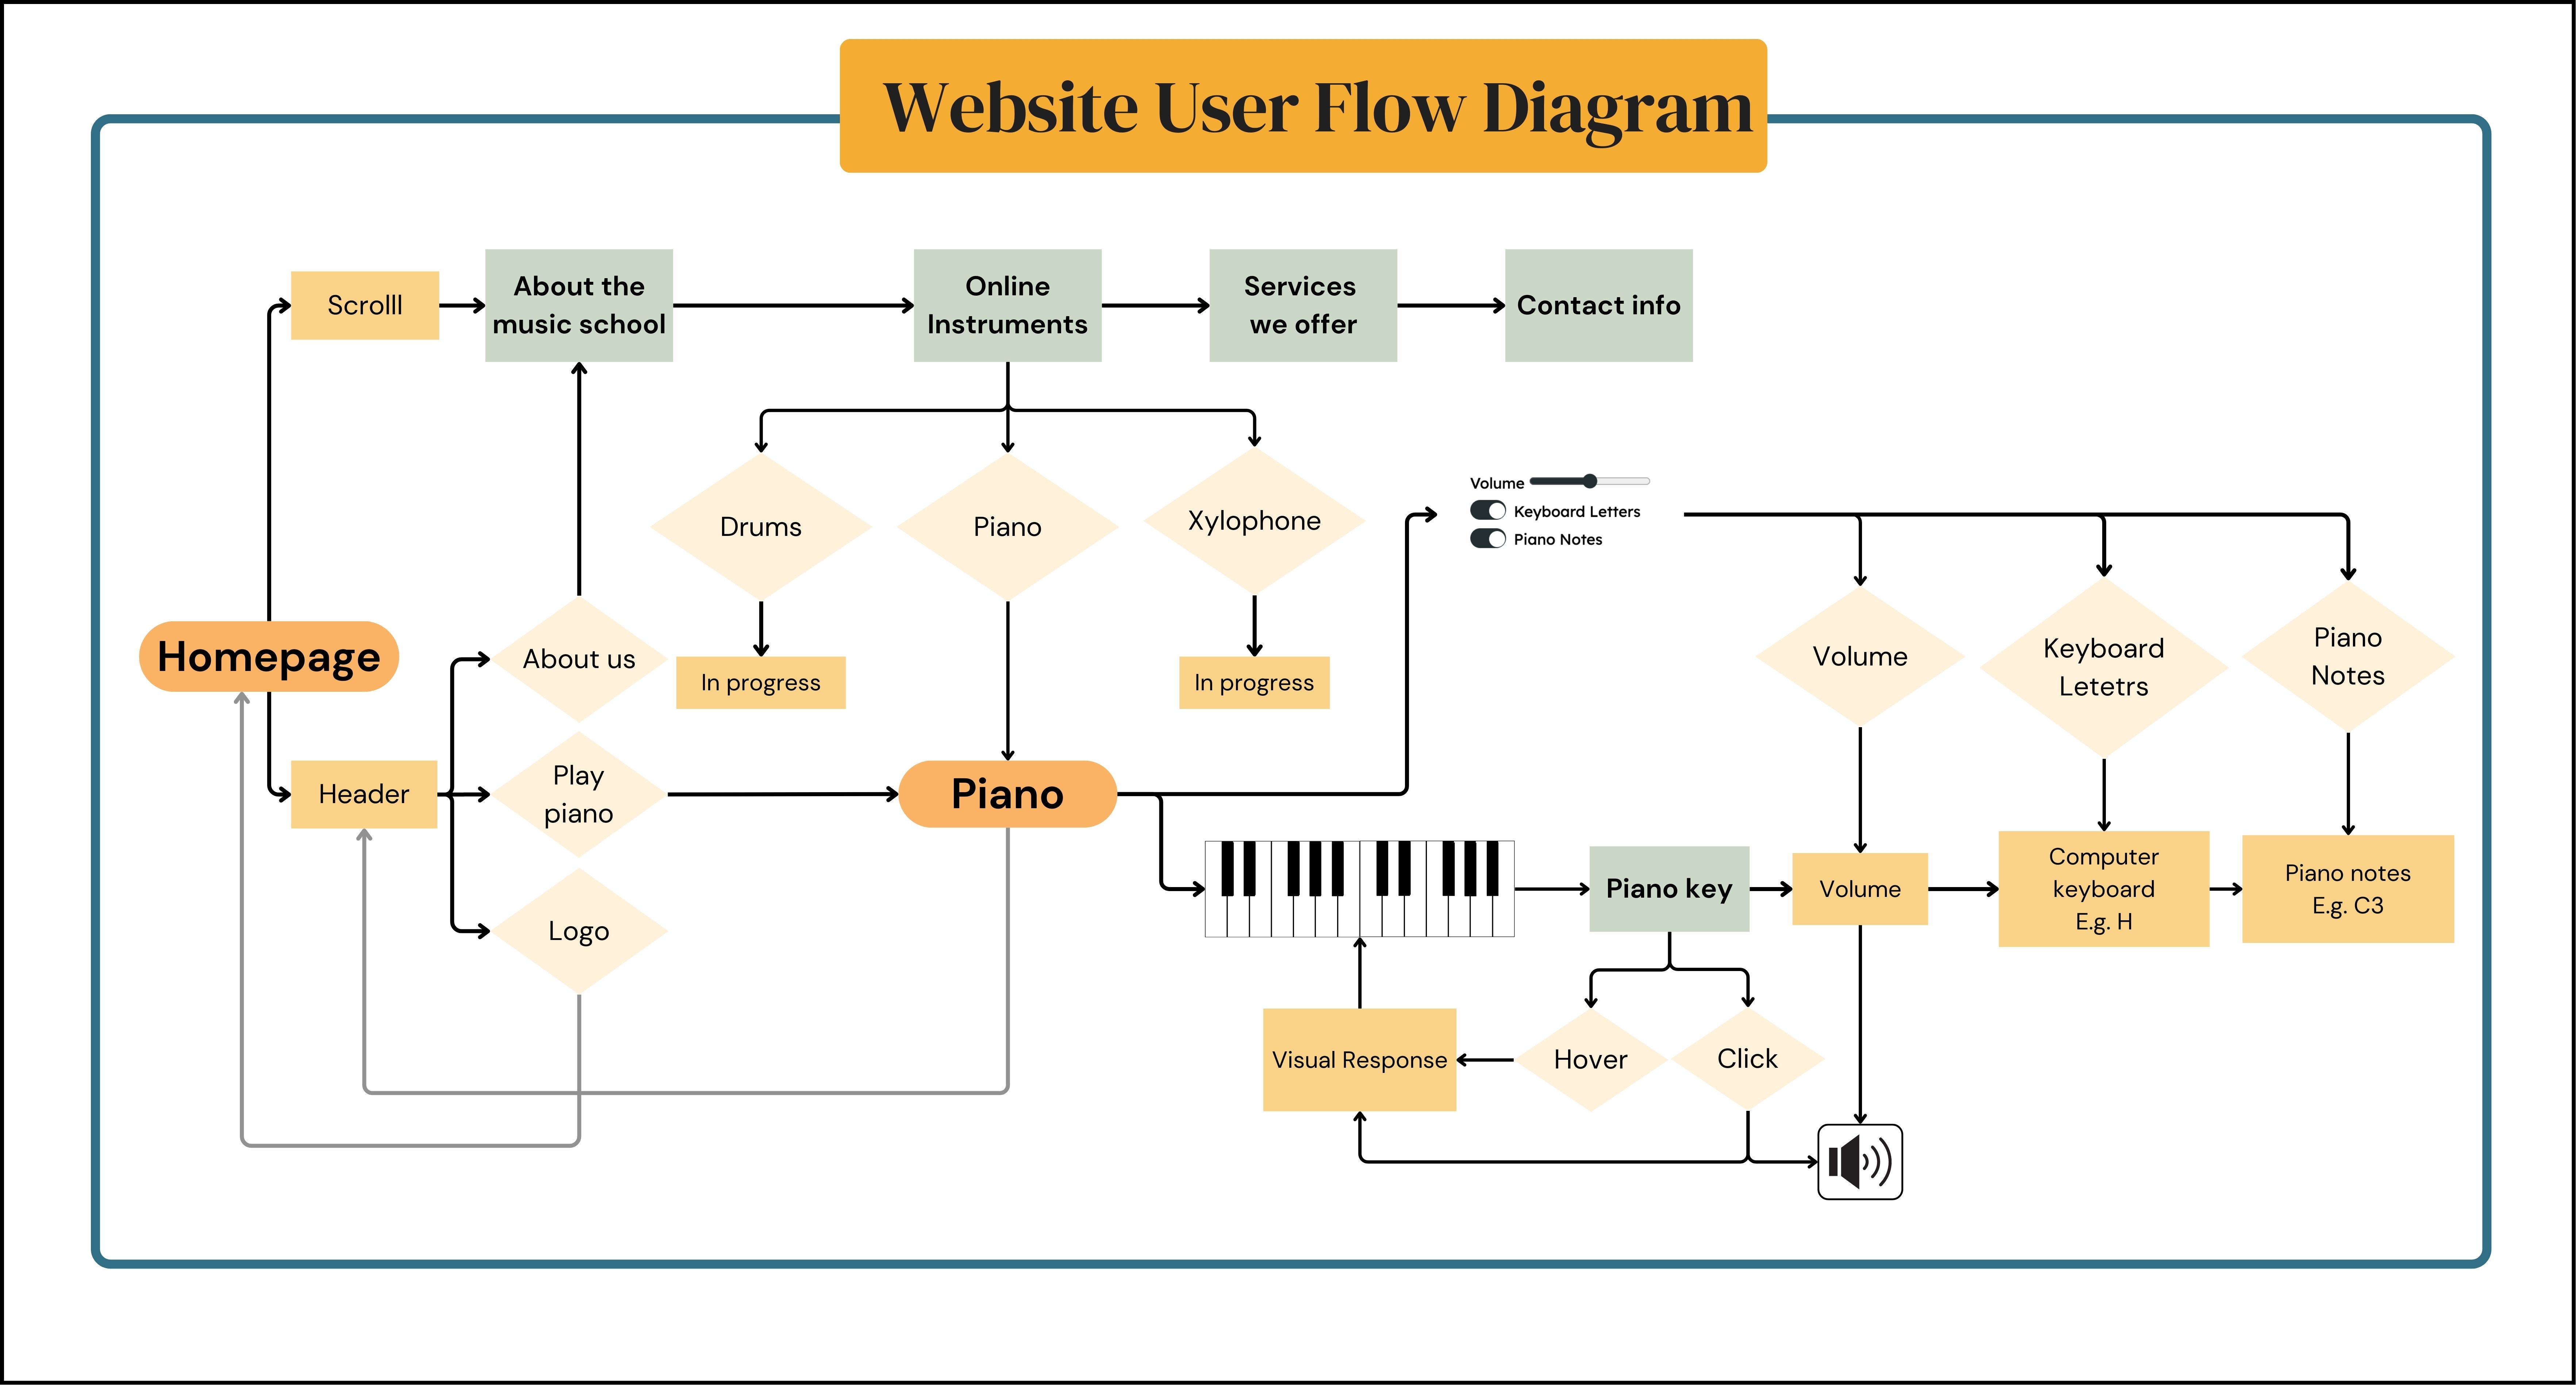 Website User Flow Diagram
Scrolll
About the
music school
Online
Instruments
Services
we offer
Contact info
Drums
Piano
Xylophone
Volume
Keyboard Letters
Piano Notes
Homepage
About us
In progress
In progress
Volume
Keyboard
Letetrs
Piano
Notes
Header
Play
piano
Piano
Logo
Piano key
Volume
Computer
keyboard
E.g. H
Piano notes
E.g. C3
Visual Response
Hover
Click